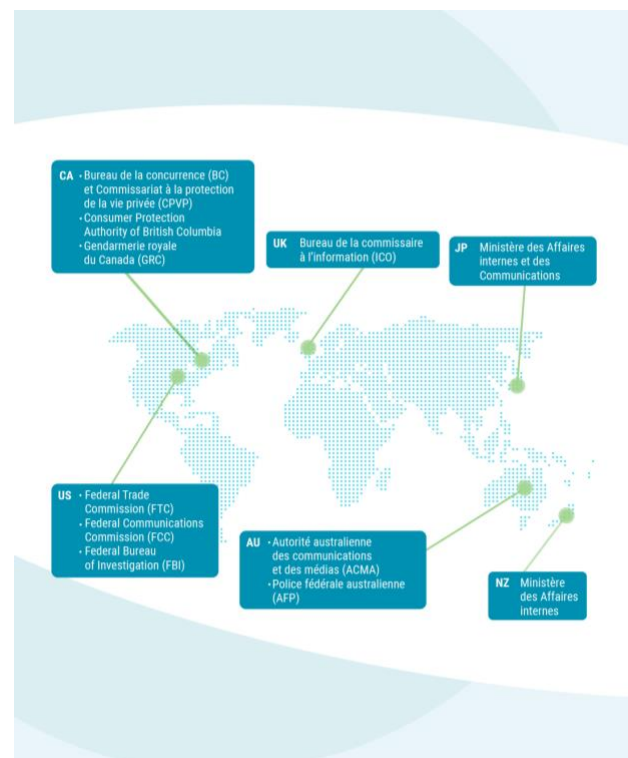 CA · Bureau de la concurrence (BC)
et Commissariat à la protection
de la vie privée (CPVP)
· Consumer Protection
Authority of British Columbia
· Gendarmerie royale
du Canada (GRC)
UK Bureau de la commissaire
à l'information (ICO)
JP Ministère des Affaires
internes et des
Communications
US · Federal Trade
Commission (FTC)
· Federal Communications
Commission (FCC)
· Federal Bureau
of Investigation (FBI)
AU · Autorité australienne
des communications
et des médias (ACMA)
· Police fédérale australienne
(AFP)
NZ Ministère
des Affaires
internes